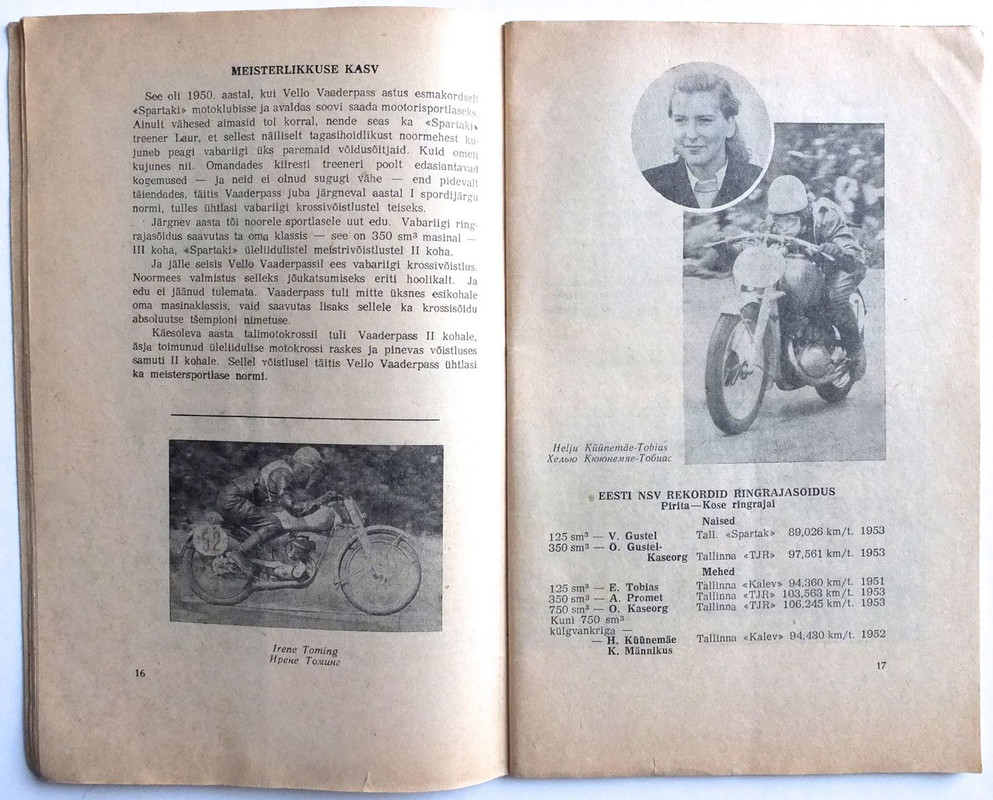 MEISTERLIKKUSE KASV
See oli 1950. aastal, kui Vello Vaaderpass astus esmakordselt
«Spartaki» motoklubisse ja avaldas soovi saada mootorisportlaseks.
Ainult vähesed aimasid tol korral, nende seas ka «Spartaki»
treener Laur, et sellest näiliselt tagasihoidlikust noormehest ku-
juneb peagi vabariigi üks paremaid võidusõitjaid. Kuid ometi
kujunes nii. Omandades kiiresti treeneri poolt edasiantavad
kogemused — ja neid ei olnud sugugi vähe — end pidevalt
täiendades, täitis Vaaderpass juba järgneval aastal I spordijärgu
normi, tulles ühtlasi vabariigi krossivõistlustel teiseks.
Järgnev aasta tõi noorele sportlasele uut edu. Vabariigi ring-
rajasõidus saavutas ta oma klassis — see on 350 sm³ masinal —
III koha, «Spartaki» üleliidulistel meistrivõistlustel II koha.
Ja jälle seisis Vello Vaaderpassil ees vabariigi krossivõistlus.
Noormees valmistus selleks jõukatsumiseks eriti hoolikalt. Ja
edu ei jäänud tulemata. Vaaderpass tuli mitte üksnes esikohale
oma masinaklassis, vaid saavutas lisaks sellele ka krossisõidu
absoluutse tšempioni nimetuse.
Käesoleva aasta talimotokrossil tuli Vaaderpass II kohale,
äsja toimunud üleliidulise motokrossi raskes ja pinevas võistluses
samuti II kohale. Sellel võistlusel täitis Vello Vaaderpass ühtlasi
ka meistersportlase normi.
52
Irene Toming
Ирене Томинг
16
Helju Küünemäe-Tobias
Хелью Кююнемяе-Тобиас
EESTI NSV REKORDID RINGRAJASOIDUS
Pirita—Kose ringrajal
Naised
125 sm³ — V. Gustel Tall. «Spartak» 89,026 km/t. 1953
350 sm³ — O. Gustel-
Kaseorg Tallinna «TJR» 97,561 km/t. 1953
Mehed
125 sm³ — E. Tobias Tallinna «Kalev» 94,360 km/t. 1951
350 sm³ — A. Promet Tallinna «TJR» 103,563 km/t. 1953
750 sm³ — O. Kaseorg Tallinna «TJR» 106,245 km/t. 1953
Kuni 750 sm³
külgvankriga —
— H. Küünemäe Tallinna «Kalev» 94,430 km/t. 1952
K. Männikus
17